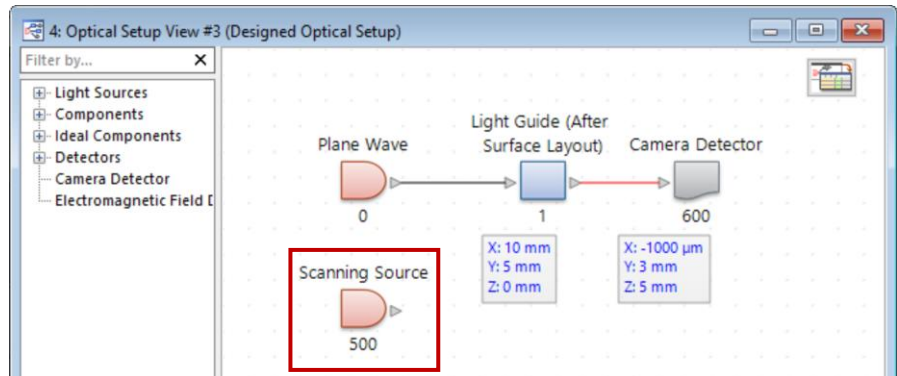 4: Optical Setup View #3 (Designed Optical Setup)
Filter by...
Light Sources
Components
Ideal Components
Detectors
Camera Detector
Electromagnetic Field D
Plane Wave
0
Light Guide (After
Surface Layout)
1
Camera Detector
600
X: 10 mm
Y: 5 mm
Z: 0 mm
X: -1000 µm
Y: 3 mm
Z: 5 mm
Scanning Source
500